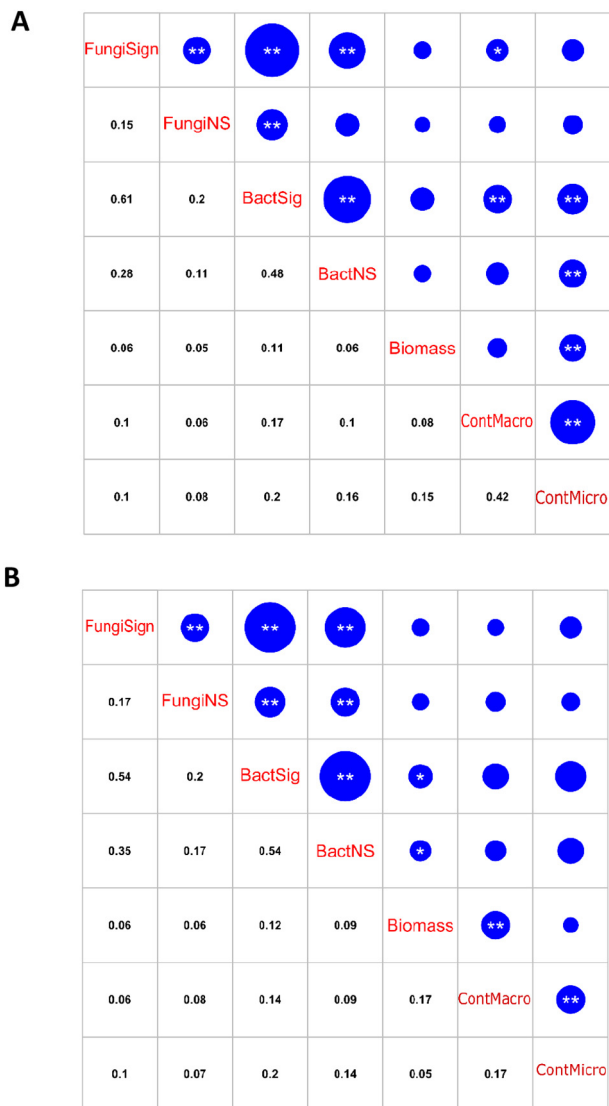 A
FungiSign ** ** ** *
0.15 FungiNS **
0.61 0.2 BactSig ** ** **
0.28 0.11 0.48 BactNS **
0.06 0.05 0.11 0.06 Biomass **
0.1 0.06 0.17 0.1 0.08 ContMacro **
0.1 0.08 0.2 0.16 0.15 0.42 ContMicro
B
FungiSign ** ** **
0.17 FungiNS ** **
0.54 0.2 BactSig ** *
0.35 0.17 0.54 BactNS *
0.06 0.06 0.12 0.09 Biomass **
0.06 0.08 0.14 0.09 0.17 ContMacro **
0.1 0.07 0.2 0.14 0.05 0.17 ContMicro